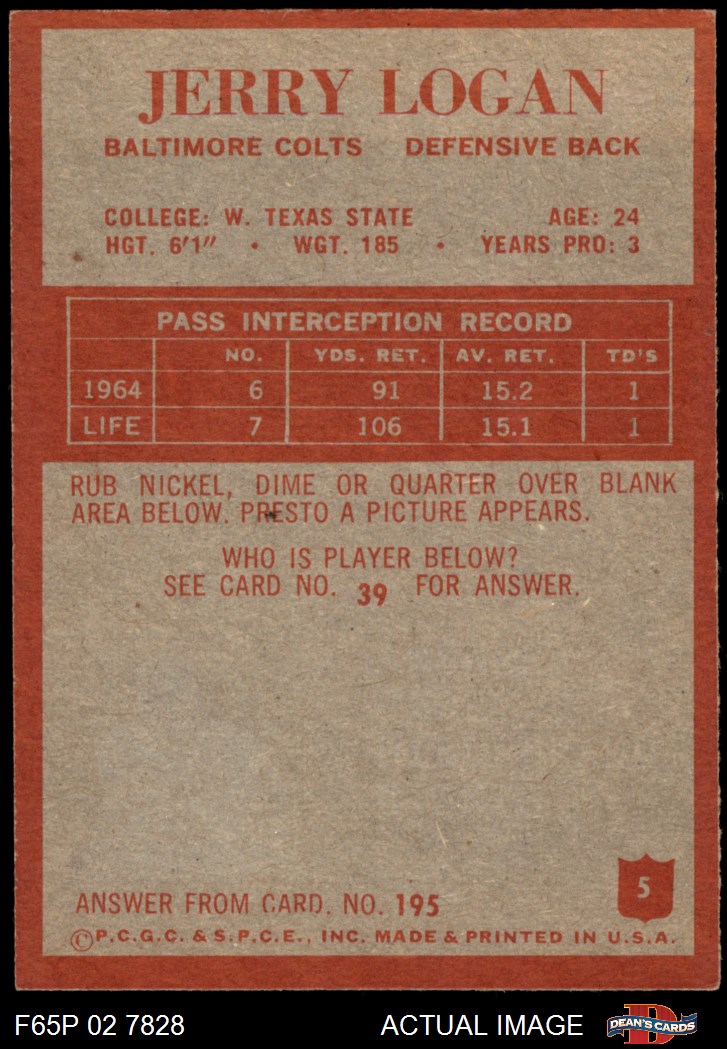 JERRY LOGAN
BALTIMORE COLTS DEFENSIVE BACK
COLLEGE: W. TEXAS STATE AGE: 24
HGT. 6'1" • WGT. 185 • YEARS PRO: 3
PASS INTERCEPTION RECORD
NO. YDS. RET. AV. RET. TD'S
1964 6 91 15.2 1
LIFE 7 106 15.1 1
RUB NICKEL, DIME OR QUARTER OVER BLANK
AREA BELOW. PRESTO A PICTURE APPEARS.
WHO IS PLAYER BELOW?
SEE CARD NO. 39 FOR ANSWER.
5
ANSWER FROM CARD. NO. 195
©P.C.G.C. & S.P.C.E., INC. MADE & PRINTED IN U.S.A.
F65P 02 7828 ACTUAL IMAGE D DEAN'S CARDS